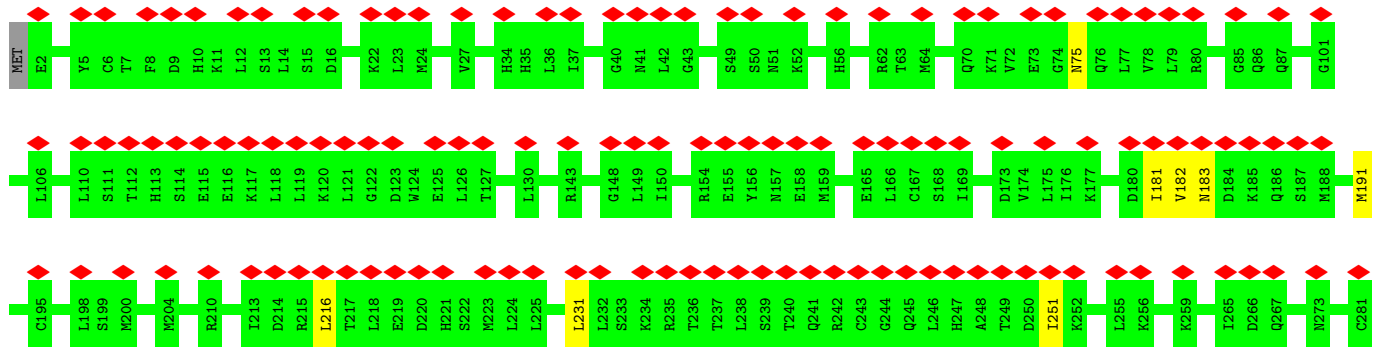 MET E2 Y5 C6 T7 F8 D9 H10 K11 L12 S13 L14 S15 D16 K22 L23 M24 V27 H34 H35 L36 I37 G40 N41 L42 G43 S49 S50 N51 K52 H56 R62 T63 M64 Q70 K71 V72 E73 G74 N75 Q76 L77 V78 L79 R80 G85 Q86 Q87 G101
L106 L110 S111 T112 H113 S114 E115 E116 K117 L118 L119 K120 L121 G122 D123 W124 E125 L126 T127 L130 R143 G148 L149 I150 R154 E155 Y156 N157 E158 M159 E165 L166 C167 S168 I169 D173 V174 L175 I176 K177 D180 I181 V182 N183 D184 K185 Q186 S187 M188 M191
C195 L198 S199 M200 M204 R210 I213 D214 R215 L216 T217 L218 E219 D220 H221 S222 M223 L224 L225 L231 L232 S233 K234 R235 T236 T237 L238 S239 T240 Q241 R242 C243 G244 Q245 L246 H247 A248 T249 D250 I251 K252 L255 K256 K259 I265 D266 Q267 N273 C281